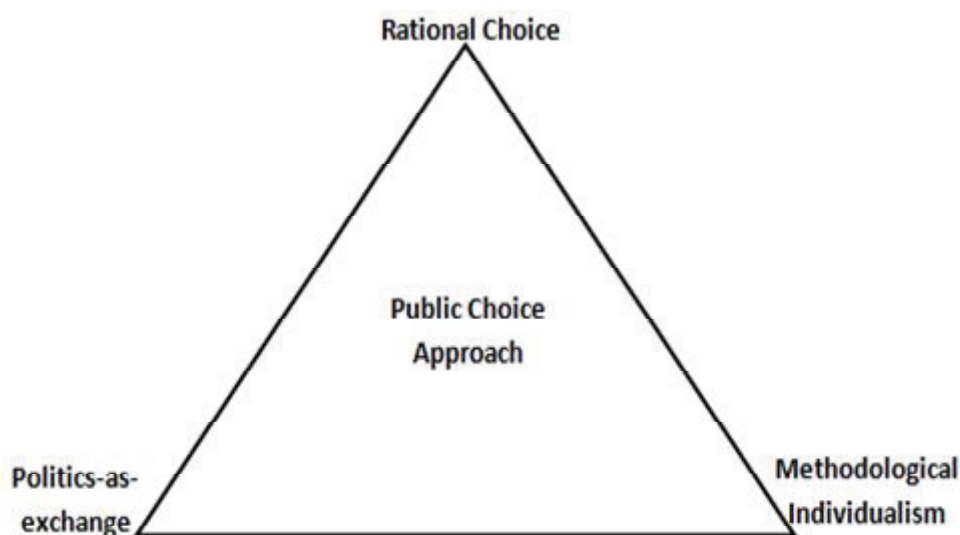 Rational Choice
Public Choice
Approach
Politics-as-
exchange
Methodological
Individualism